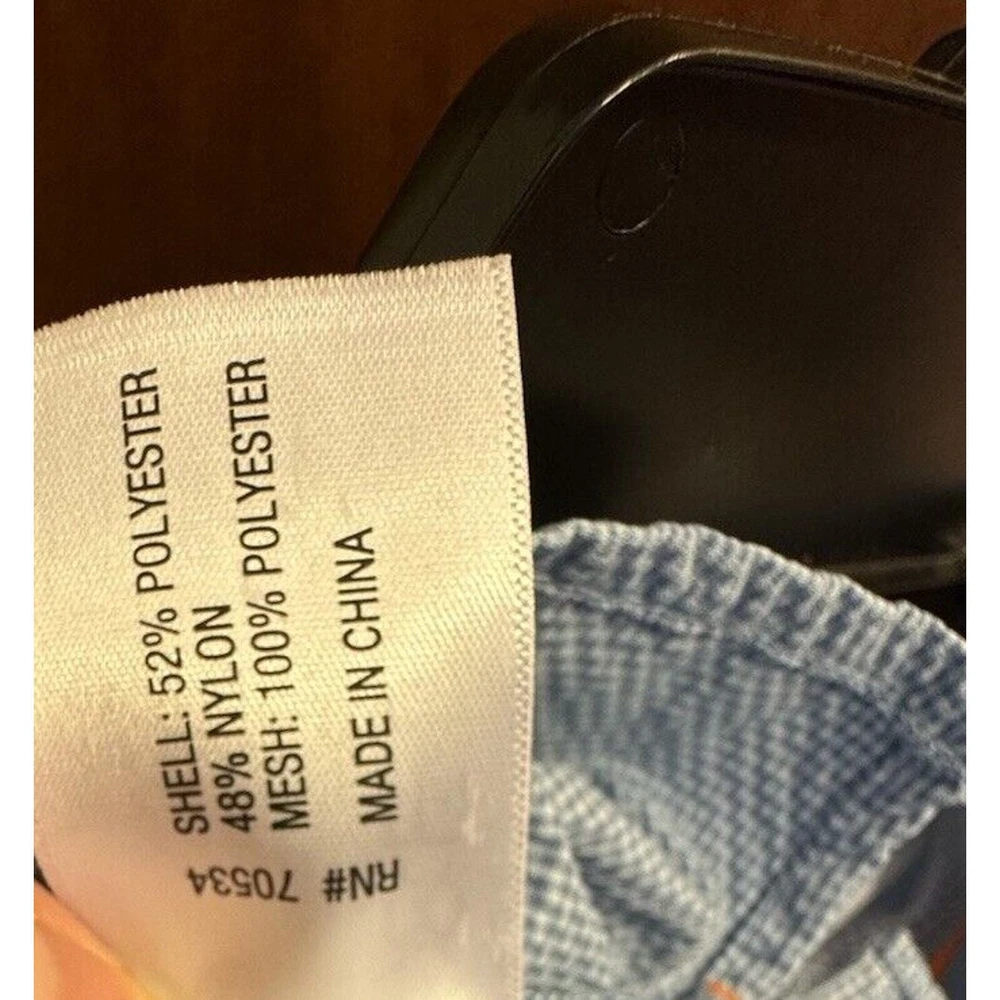 SHELL: 52% POLYESTER
48% NYLON
MESH: 100% POLYESTER
MADE IN CHINA
RN# 70534